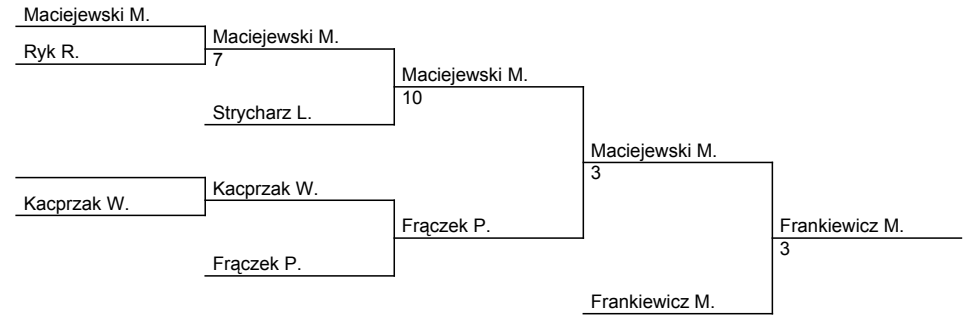 Maciejewski M.
Ryk R.
Maciejewski M.
7
Strycharz L.
Maciejewski M.
10
Kacprzak W.
Kacprzak W.
Frączek P.
Frączek P.
Maciejewski M.
3
Frankiewicz M.
Frankiewicz M.
3